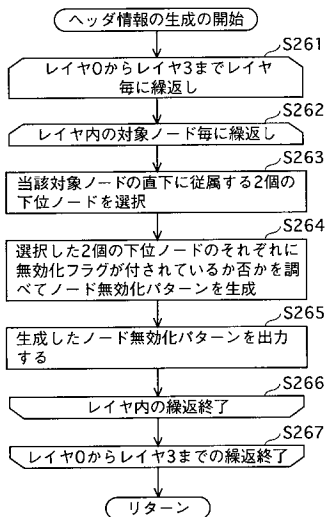 ヘッダ情報の生成の開始
S261
レイヤ0からレイヤ3までレイヤ
毎に繰返し
S262
レイヤ内の対象ノード毎に繰返し
S263
当該対象ノードの直下に従属する2個の
下位ノードを選択
S264
選択した2個の下位ノードのそれぞれに
無効化フラグが付されているか否かを調
べてノード無効化パターンを生成
S265
生成したノード無効化パターンを出力
する
S266
レイヤ内の繰返終了
S267
レイヤ0からレイヤ3までの繰返終了
リターン